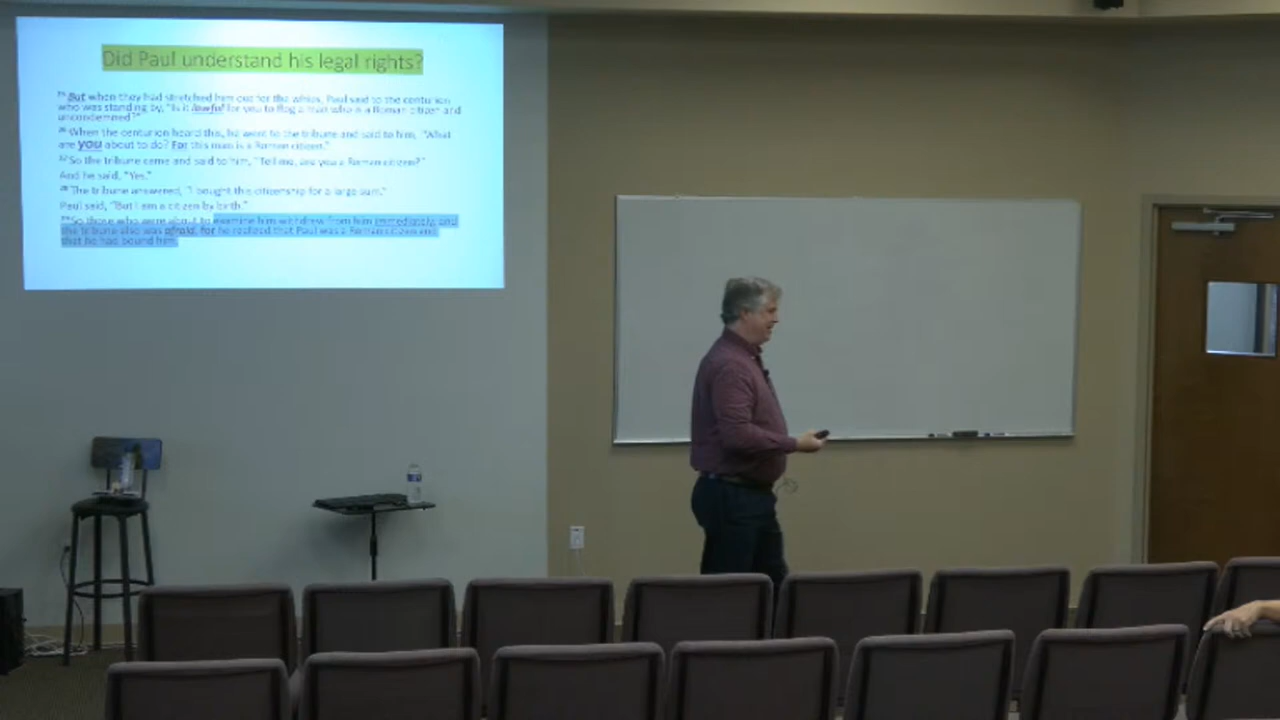 Did Paul understand his legal rights?
25 But when they had stretched him out for the whips, Paul said to the centurion
who was standing by, "Is it lawful for you to flog a man who is a Roman citizen and
uncondemned?"
26 When the centurion heard this, he went to the tribune and said to him, "What
are you about to do? For this man is a Roman citizen."
27 So the tribune came and said to him, "Tell me, are you a Roman citizen?"
And he said, "Yes."
28 The tribune answered, "I bought this citizenship for a large sum."
Paul said, "But I am a citizen by birth."
29 So those who were about to examine him withdrew from him immediately, and
the tribune also was afraid, for he realized that Paul was a Roman citizen and
that he had bound him.